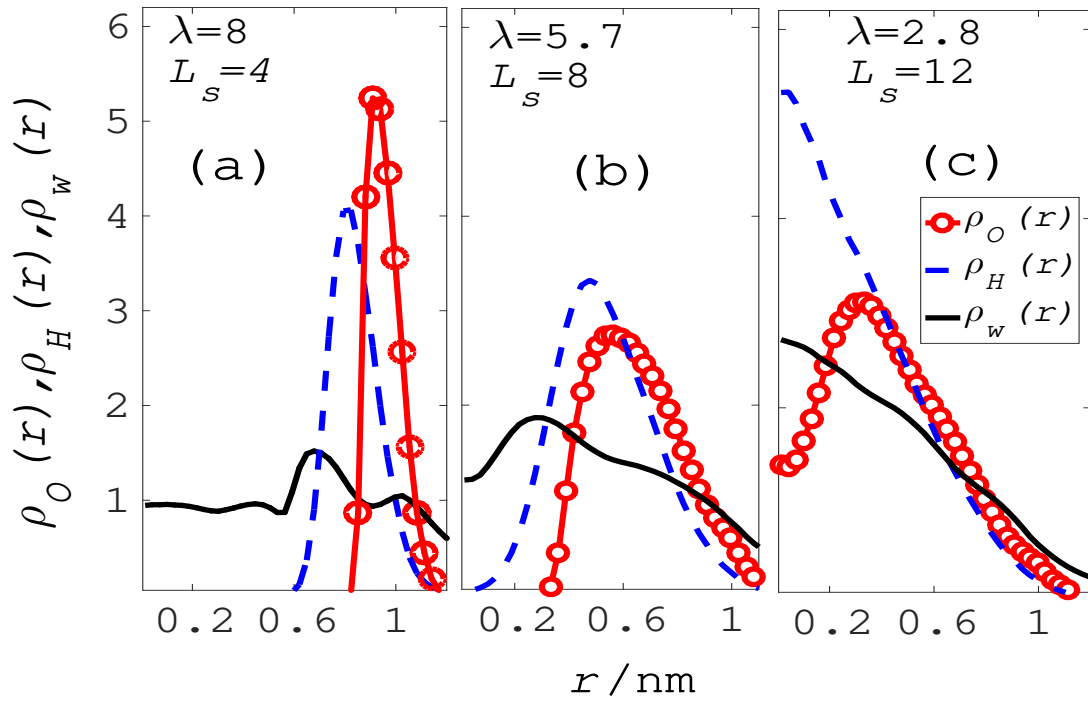 ρ_O (r),ρ_H (r),ρ_w (r)
6
5
4
3
2
1
λ=8
L_s=4
(a)
λ=5.7
L_s=8
(b)
λ=2.8
L_s=12
(c)
ρ_O (r)
ρ_H (r)
ρ_w (r)
0.2 0.6 1
0.2 0.6 1
0.2 0.6 1
r/nm